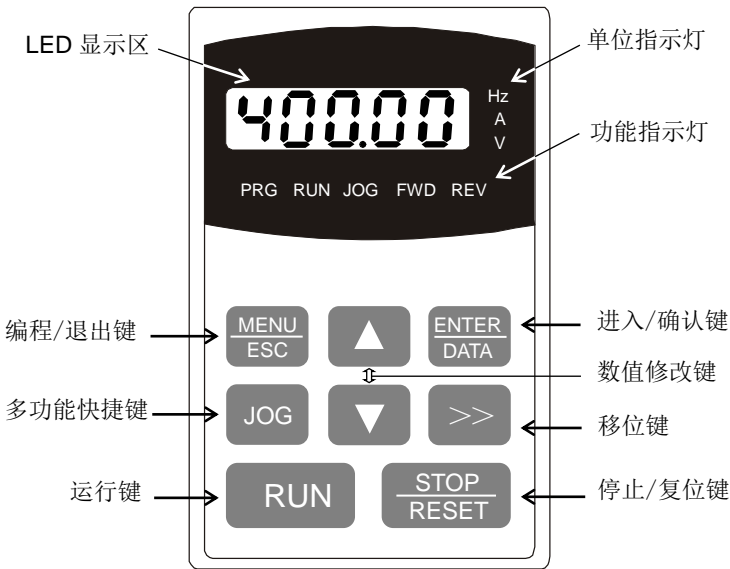 LED 显示区
单位指示灯
400.00
Hz
A
V
功能指示灯
PRG RUN JOG FWD REV
编程/退出键
MENU
ESC
ENTER
DATA
进入/确认键
数值修改键
多功能快捷键
JOG
>>
移位键
运行键
RUN
STOP
RESET
停止/复位键